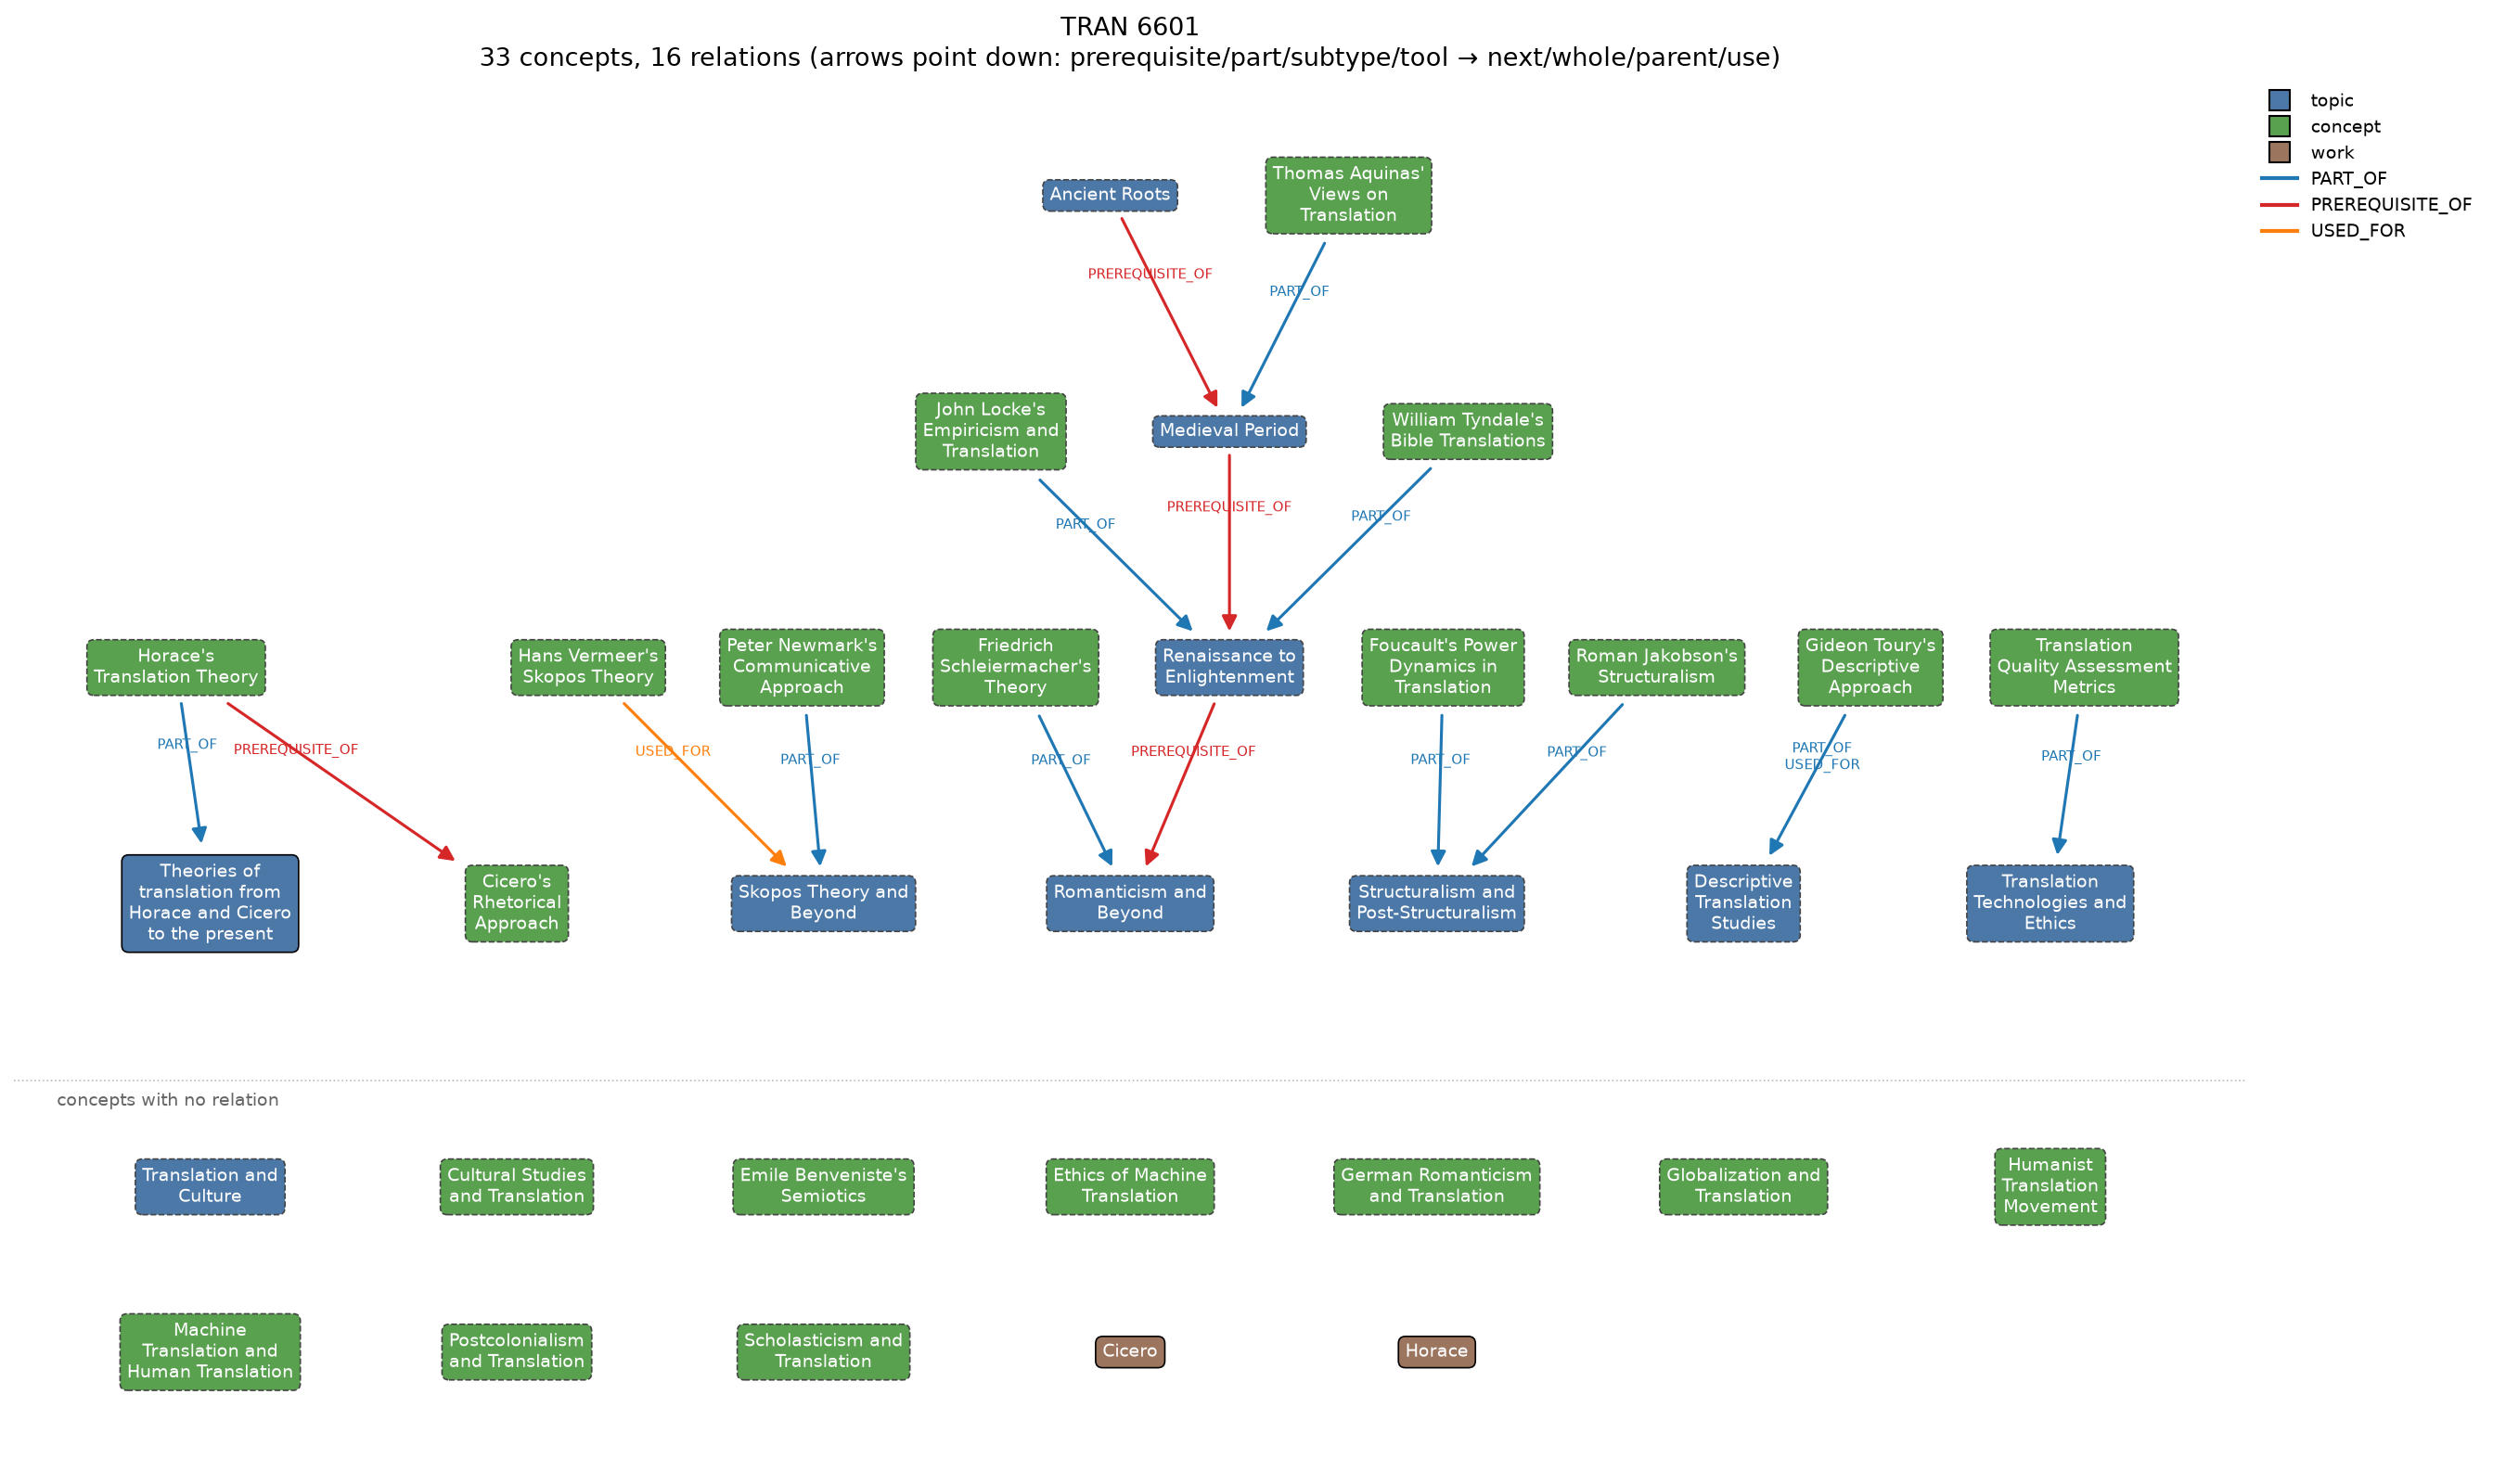 TRAN 6601
33 concepts, 16 relations (arrows point down: prerequisite/part/subtype/tool → next/whole/parent/use)
topic
concept
work
PART_OF
PREREQUISITE_OF
USED_FOR
Ancient Roots
Thomas Aquinas'
Views on
Translation
PREREQUISITE_OF
PART_OF
John Locke's
Empiricism and
Translation
Medieval Period
William Tyndale's
Bible Translations
PART_OF
PREREQUISITE_OF
PART_OF
Horace's
Translation Theory
Hans Vermeer's
Skopos Theory
Peter Newmark's
Communicative
Approach
Friedrich
Schleiermacher's
Theory
Renaissance to
Enlightenment
Foucault's Power
Dynamics in
Translation
Roman Jakobson's
Structuralism
Gideon Toury's
Descriptive
Approach
Translation
Quality Assessment
Metrics
PART_OF
PREREQUISITE_OF
USED_FOR
PART_OF
PART_OF
PREREQUISITE_OF
PART_OF
PART_OF
PART_OF
USED_FOR
PART_OF
Theories of
translation from
Horace and Cicero
to the present
Cicero's
Rhetorical
Approach
Skopos Theory and
Beyond
Romanticism and
Beyond
Structuralism and
Post-Structuralism
Descriptive
Translation
Studies
Translation
Technologies and
Ethics
concepts with no relation
Translation and
Culture
Cultural Studies
and Translation
Emile Benveniste's
Semiotics
Ethics of Machine
Translation
German Romanticism
and Translation
Globalization and
Translation
Humanist
Translation
Movement
Machine
Translation and
Human Translation
Postcolonialism
and Translation
Scholasticism and
Translation
Cicero
Horace